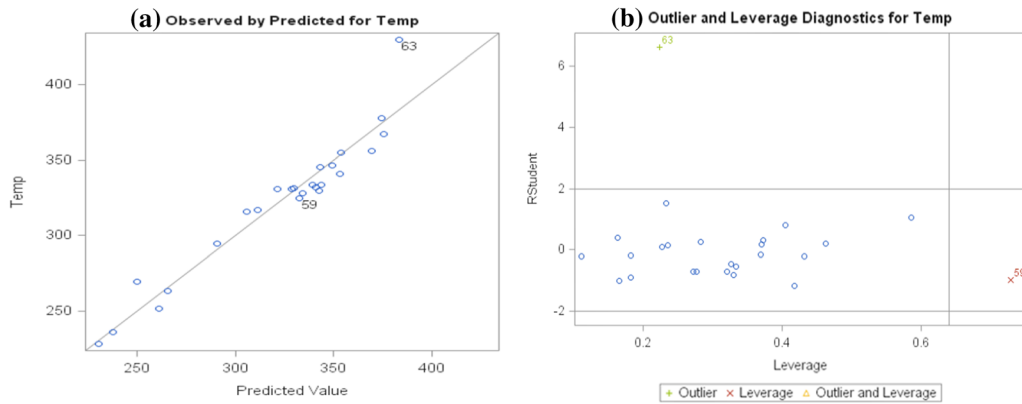 (a) Observed by Predicted for Temp
400
350
300
250
Temp
63
59
250 300 350 400
Predicted Value
(b) Outlier and Leverage Diagnostics for Temp
6
4
2
0
-2
RStudent
63
59
0.2 0.4 0.6
Leverage
+ Outlier × Leverage △ Outlier and Leverage